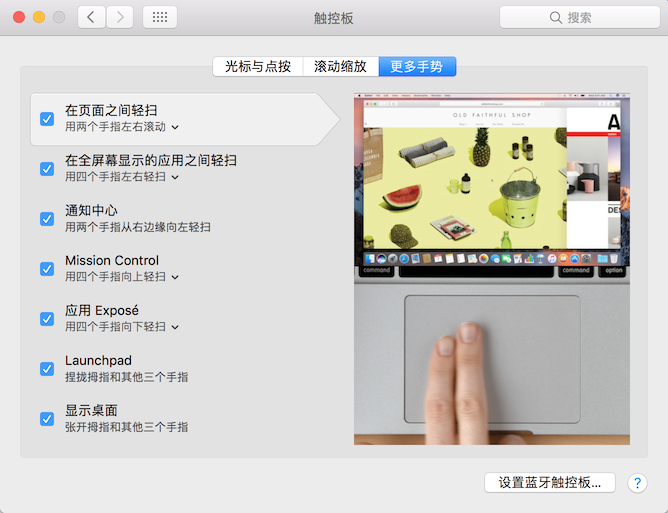 触控板
搜索
光标与点按
滚动缩放
更多手势
在页面之间轻扫
用两个手指左右滚动
在全屏幕显示的应用之间轻扫
用四个手指左右轻扫
通知中心
用两个手指从右边缘向左轻扫
Mission Control
用四个手指向上轻扫
应用 Exposé
用四个手指向下轻扫
Launchpad
捏拢拇指和其他三个手指
显示桌面
张开拇指和其他三个手指
OLD FAITHFUL SHOP
A
DES
command
command
option
设置蓝牙触控板...
?